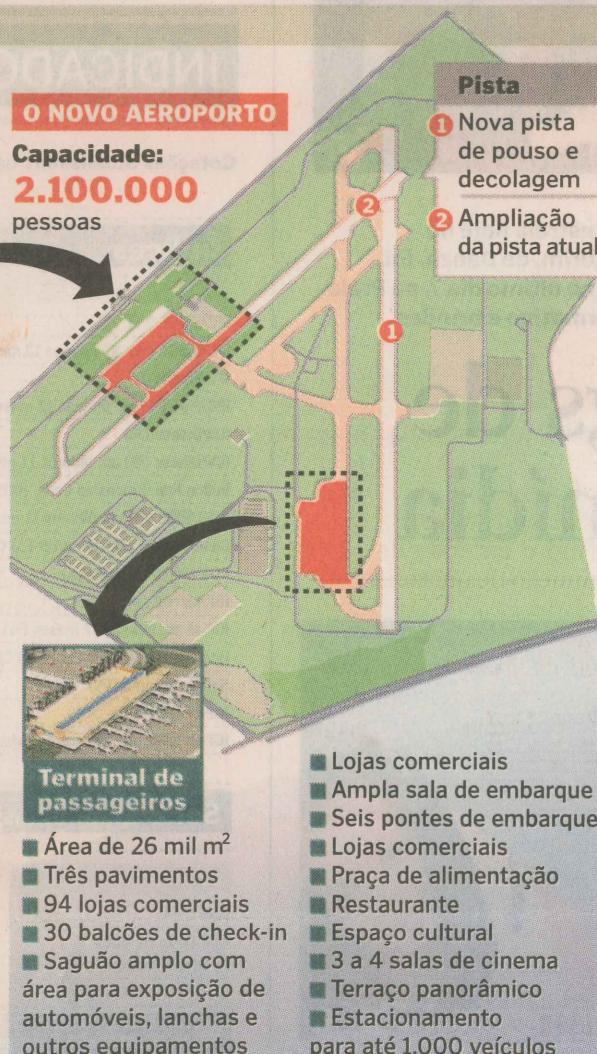 O NOVO AEROPORTO
Capacidade:
2.100.000
pessoas
Pista
1 Nova pista
de pouso e
decolagem
2 Ampliação
da pista atual
2
1
Terminal de
passageiros
■ Área de 26 mil m²
■ Três pavimentos
■ 94 lojas comerciais
■ 30 balcões de check-in
■ Saguão amplo com
área para exposição de
automóveis, lanchas e
outros equipamentos
■ Lojas comerciais
■ Ampla sala de embarque
■ Seis pontes de embarque
■ Lojas comerciais
■ Praça de alimentação
■ Restaurante
■ Espaço cultural
■ 3 a 4 salas de cinema
■ Terraço panorâmico
■ Estacionamento
para até 1.000 veículos